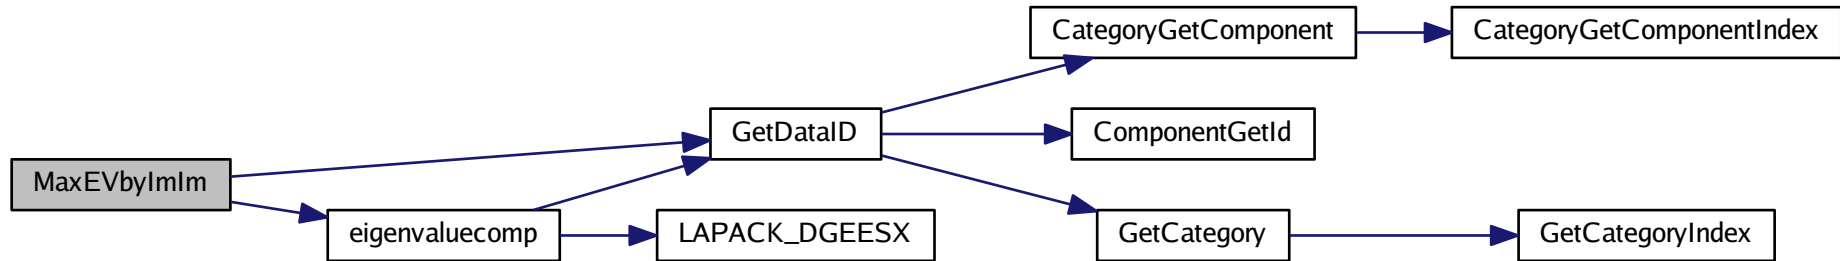 CategoryGetComponent
CategoryGetComponentIndex
GetDataID
ComponentGetId
MaxEVbyImIm
eigenvaluecomp
LAPACK_DGEESX
GetCategory
GetCategoryIndex